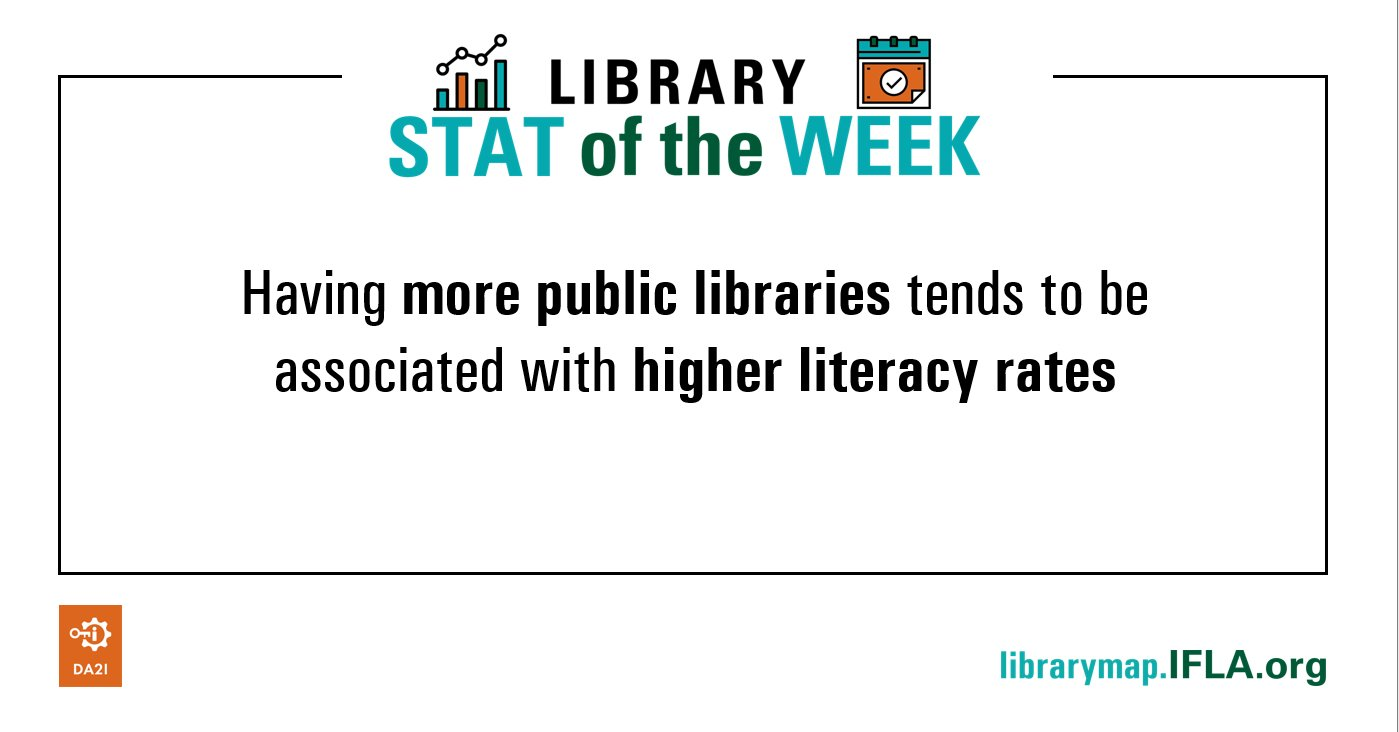 LIBRARY
STAT of the WEEK
Having more public libraries tends to be
associated with higher literacy rates
DA2I
librarymap.IFLA.org